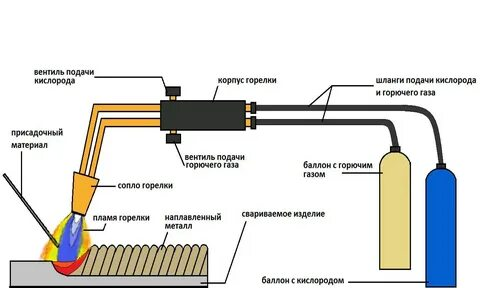 вентиль подачи
кислорода
корпус горелки
шланги подачи кислорода
и горючего газа
присадочный
материал
вентиль подачи
горючего газа
баллон с горючим
газом
сопло горелки
пламя горелки
наплавленный
металл
свариваемое изделие
баллон с кислородом